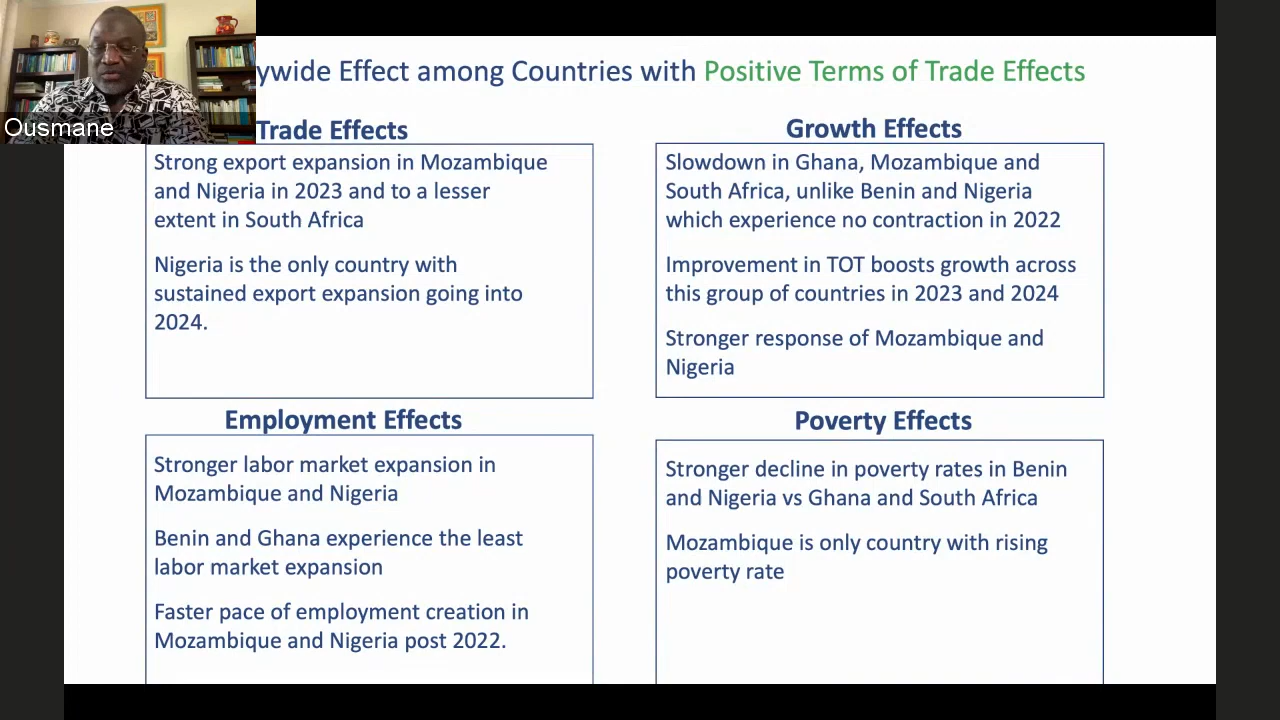 Ousmane
ywide Effect among Countries with Positive Terms of Trade Effects
Trade Effects
Strong export expansion in Mozambique
and Nigeria in 2023 and to a lesser
extent in South Africa
Nigeria is the only country with
sustained export expansion going into
2024.
Growth Effects
Slowdown in Ghana, Mozambique and
South Africa, unlike Benin and Nigeria
which experience no contraction in 2022
Improvement in TOT boosts growth across
this group of countries in 2023 and 2024
Stronger response of Mozambique and
Nigeria
Employment Effects
Stronger labor market expansion in
Mozambique and Nigeria
Benin and Ghana experience the least
labor market expansion
Faster pace of employment creation in
Mozambique and Nigeria post 2022.
Poverty Effects
Stronger decline in poverty rates in Benin
and Nigeria vs Ghana and South Africa
Mozambique is only country with rising
poverty rate